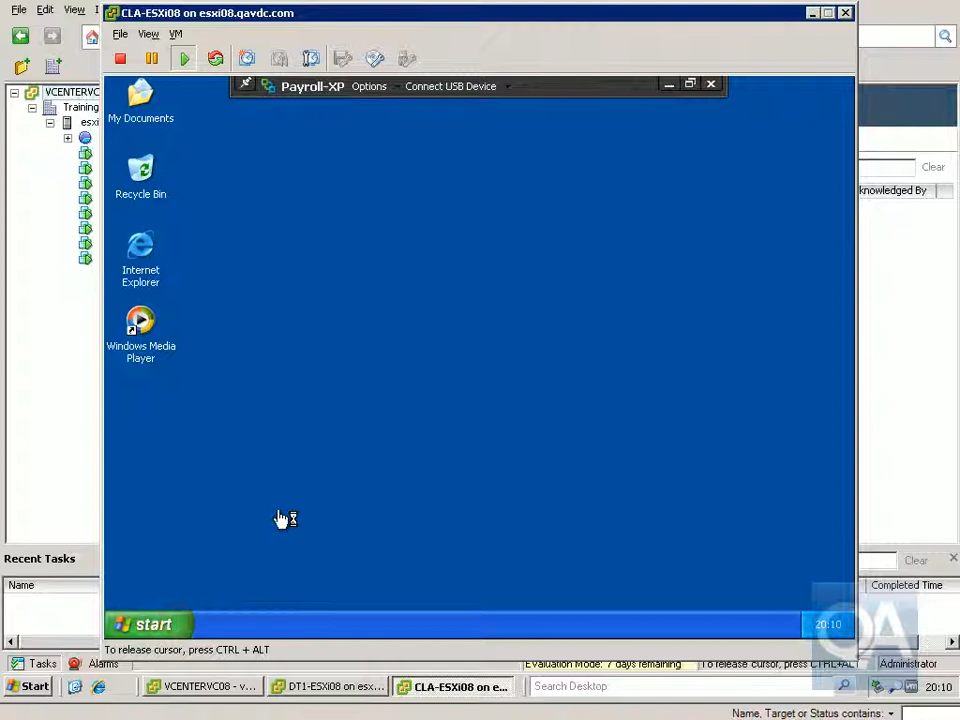 File Edit View I
CLA-ESXi08 on esxi08.qavdc.com
File View VM
Payroll-XP Options Connect USB Device
VCENTERVC
Training
esxi
My Documents
Recycle Bin
Internet
Explorer
Windows Media
Player
Clear
knowledged By
Recent Tasks
Name
Clear
Completed Time
start
20:10
To release cursor, press CTRL + ALT
Tasks Alarms
Evaluation Mode: 7 days remaining
To release cursor, press CTRL+ALT
Administrator
Start
VCENTERVC08 - v...
DT1-ESXi08 on esx...
CLA-ESXi08 on e...
Search Desktop
20:10
Name, Target or Status contains:
QA